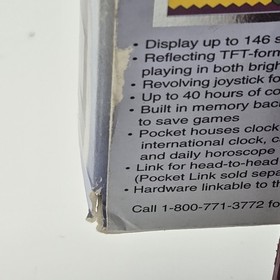 • Display up to 146 s
• Reflecting TFT-form
playing in both brigh
• Revolving joystick fo
• Up to 40 hours of co
• Built in memory back
to save games
• Pocket houses clock
international clock, ca
and daily horoscope
• Link for head-to-head
(Pocket Link sold sepa
• Hardware linkable to th
Call 1-800-771-3772 fo